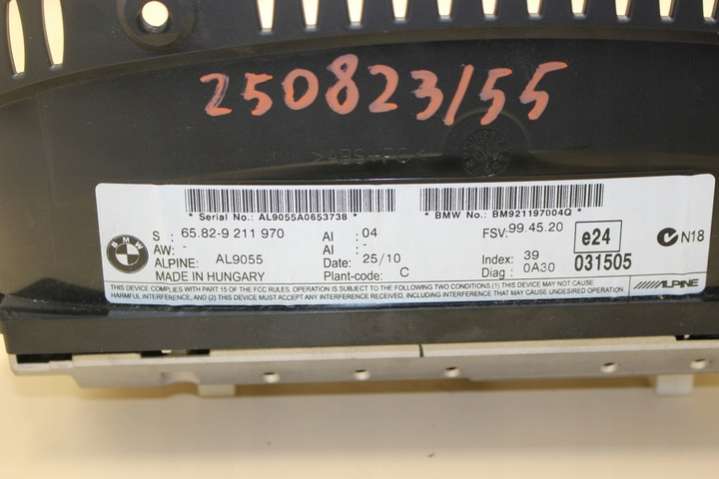 250823/55
>ABS+PC<
* Serial No.: AL9055A0653738 *
* BMW No.: BM921197004Q *
S : 65.82-9 211 970 AI : 04 FSV: 99.45.20 e24 N18
BMW AW: - AI : -
ALPINE: AL9055 Date: 25/10 Index: 39 031505
MADE IN HUNGARY Plant-code: C Diag : 0A30
THIS DEVICE COMPLIES WITH PART 15 OF THE FCC RULES. OPERATION IS SUBJECT TO THE FOLLOWING TWO CONDITIONS (1) THIS DEVICE MAY NOT CAUSE
HARMFUL INTERFERENCE, AND (2) THIS DEVICE MUST ACCEPT ANY INTERFERENCE RECEIVED, INCLUDING INTERFERENCE THAT MAY CAUSE UNDESIRED OPERATION
ALPINE